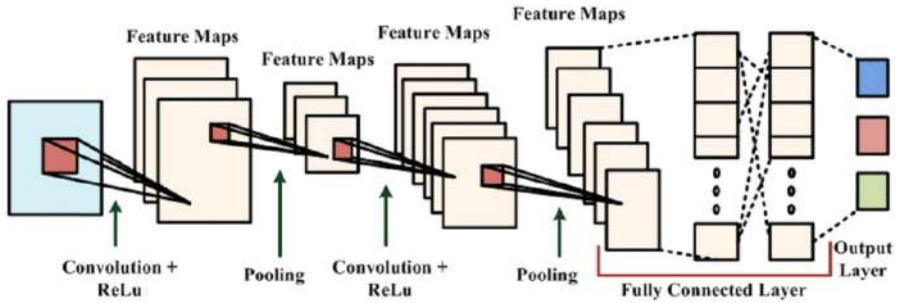 Feature Maps
Feature Maps
Feature Maps
Feature Maps
Convolution +
ReLu
Pooling
Convolution +
ReLu
Pooling
Fully Connected Layer
Output
Layer